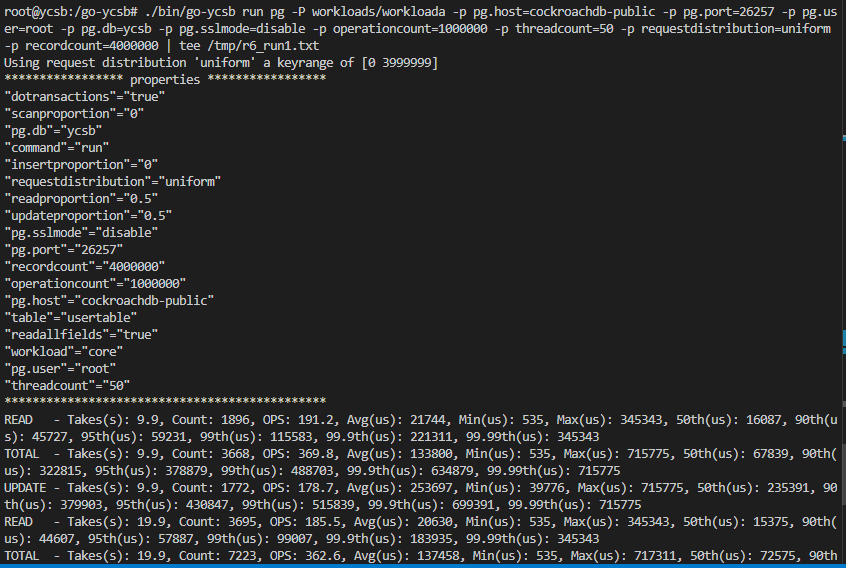 root@ycsb:/go-ycsb# ./bin/go-ycsb run pg -P workloads/workloada -p pg.host=cockroachdb-public -p pg.port=26257 -p pg.us
er=root -p pg.db=ycsb -p pg.sslmode=disable -p operationcount=1000000 -p threadcount=50 -p requestdistribution=uniform
-p recordcount=4000000 | tee /tmp/r6_run1.txt
Using request distribution 'uniform' a keyrange of [0 3999999]
***************** properties *****************
"dotransactions"="true"
"scanproportion"="0"
"pg.db"="ycsb"
"command"="run"
"insertproportion"="0"
"requestdistribution"="uniform"
"readproportion"="0.5"
"updateproportion"="0.5"
"pg.sslmode"="disable"
"pg.port"="26257"
"recordcount"="4000000"
"operationcount"="1000000"
"pg.host"="cockroachdb-public"
"table"="usertable"
"readallfields"="true"
"workload"="core"
"pg.user"="root"
"threadcount"="50"
**********************************************
READ   - Takes(s): 9.9, Count: 1896, OPS: 191.2, Avg(us): 21744, Min(us): 535, Max(us): 345343, 50th(us): 16087, 90th(u
s): 45727, 95th(us): 59231, 99th(us): 115583, 99.9th(us): 221311, 99.99th(us): 345343
TOTAL  - Takes(s): 9.9, Count: 3668, OPS: 369.8, Avg(us): 133800, Min(us): 535, Max(us): 715775, 50th(us): 67839, 90th(
us): 322815, 95th(us): 378879, 99th(us): 488703, 99.9th(us): 634879, 99.99th(us): 715775
UPDATE - Takes(s): 9.9, Count: 1772, OPS: 178.7, Avg(us): 253697, Min(us): 39776, Max(us): 715775, 50th(us): 235391, 90
th(us): 379903, 95th(us): 430847, 99th(us): 515839, 99.9th(us): 699391, 99.99th(us): 715775
READ   - Takes(s): 19.9, Count: 3695, OPS: 185.5, Avg(us): 20630, Min(us): 535, Max(us): 345343, 50th(us): 15375, 90th(
us): 44607, 95th(us): 57887, 99th(us): 99007, 99.9th(us): 183935, 99.99th(us): 345343
TOTAL  - Takes(s): 19.9, Count: 7223, OPS: 362.6, Avg(us): 137458, Min(us): 535, Max(us): 717311, 50th(us): 72575, 90th